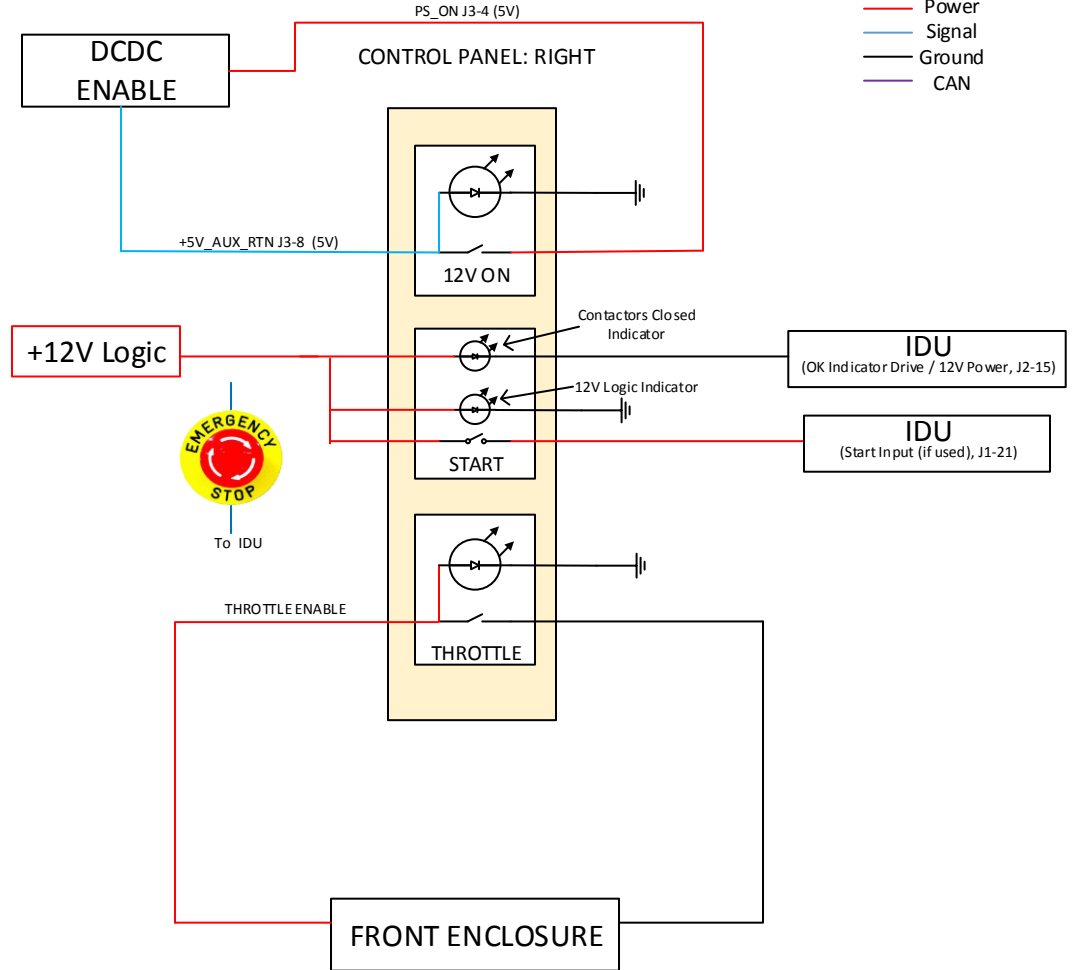 PS_ON J3-4 (5V)
Power
Signal
Ground
CAN
DCDC
ENABLE
CONTROL PANEL: RIGHT
+5V_AUX_RTN J3-8 (5V)
12V ON
Contactors Closed
Indicator
+12V Logic
IDU
(OK Indicator Drive / 12V Power, J2-15)
12V Logic Indicator
EMERGENCY
STOP
IDU
(Start Input (if used), J1-21)
START
To IDU
THROTTLE ENABLE
THROTTLE
FRONT ENCLOSURE